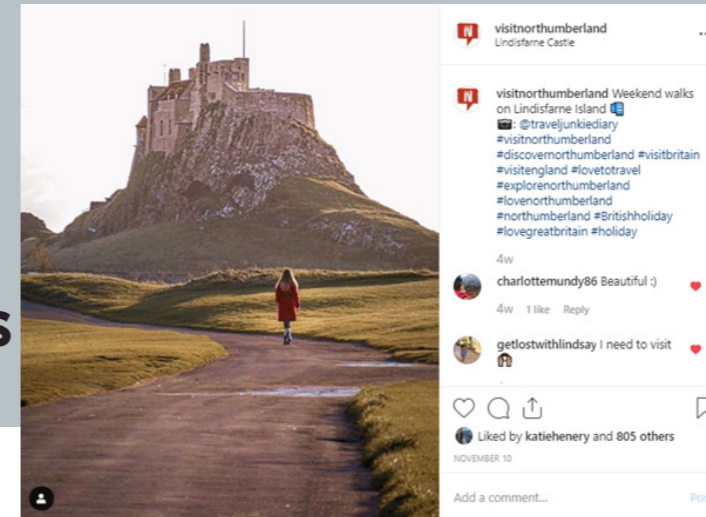 s
visitnorthumberland
Lindisfarne Castle
visitnorthumberland Weekend walks
on Lindisfarne Island
: @traveljunkiediary
#visitnorthumberland
#discovernorthumberland #visitbritain
#visitengland #lovetotravel
#explorenorthumberland
#lovenorthumberland
#northumberland #Britishholiday
#lovegreatbritain #holiday
4w
charlottemundy86 Beautiful :)
4w 1 like Reply
getlostwithlindsay I need to visit
Liked by katiehenery and 805 others
NOVEMBER 10
Add a comment...